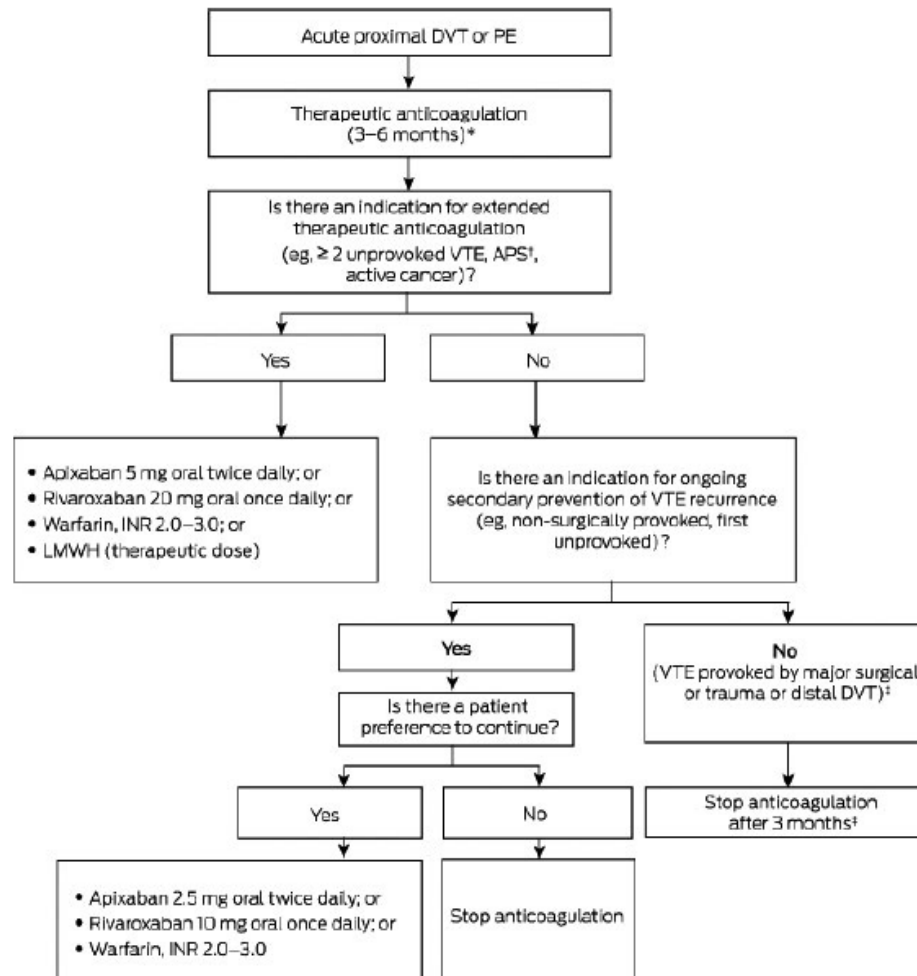 Acute proximal DVT or PE
Therapeutic anticoagulation
(3–6 months)*
Is there an indication for extended
therapeutic anticoagulation
(eg, ≥ 2 unprovoked VTE, APS†,
active cancer)?
Yes
No
• Apixaban 5 mg oral twice daily; or
• Rivaroxaban 20 mg oral once daily; or
• Warfarin, INR 2.0–3.0; or
• LMWH (therapeutic dose)
Is there an indication for ongoing
secondary prevention of VTE recurrence
(eg, non-surgically provoked, first
unprovoked)?
Yes
No
(VTE provoked by major surgical
or trauma or distal DVT)‡
Is there a patient
preference to continue?
Yes
No
Stop anticoagulation
after 3 months‡
• Apixaban 2.5 mg oral twice daily; or
• Rivaroxaban 10 mg oral once daily; or
• Warfarin, INR 2.0–3.0
Stop anticoagulation